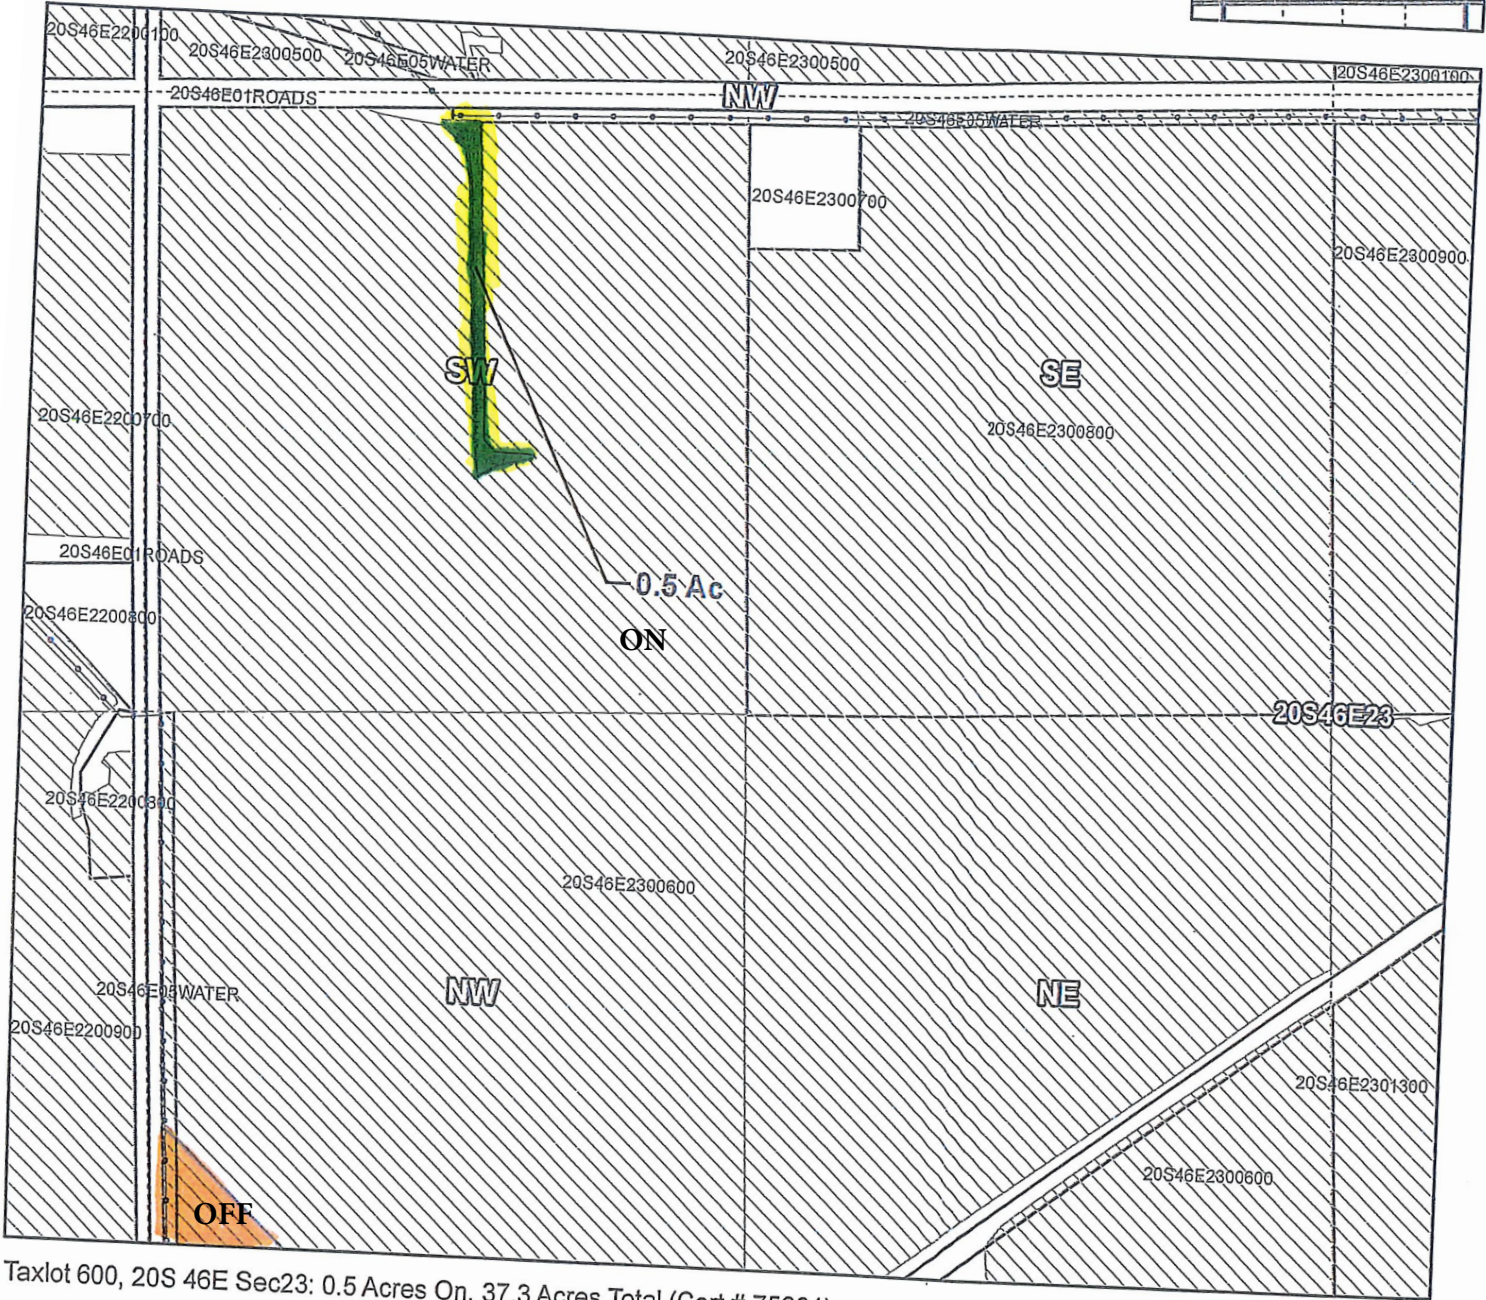 20S46E2200100
20S46E2300500
20S46E05WATER
20S46E2300500
20S46E2300100
20S46E01ROADS
NW
20S46E05WATER
20S46E2300700
20S46E2300900
SW
SE
20S46E2200700
20S46E2300800
20S46E01ROADS
0.5 Ac
20S46E2200800
ON
20S46E23
20S46E2200800
20S46E2300600
NW
NE
20S46E05WATER
20S46E2200900
20S46E2301300
20S46E2300600
OFF
Taxlot 600, 20S 46E Sec23: 0.5 Acres On, 37.3 Acres Total